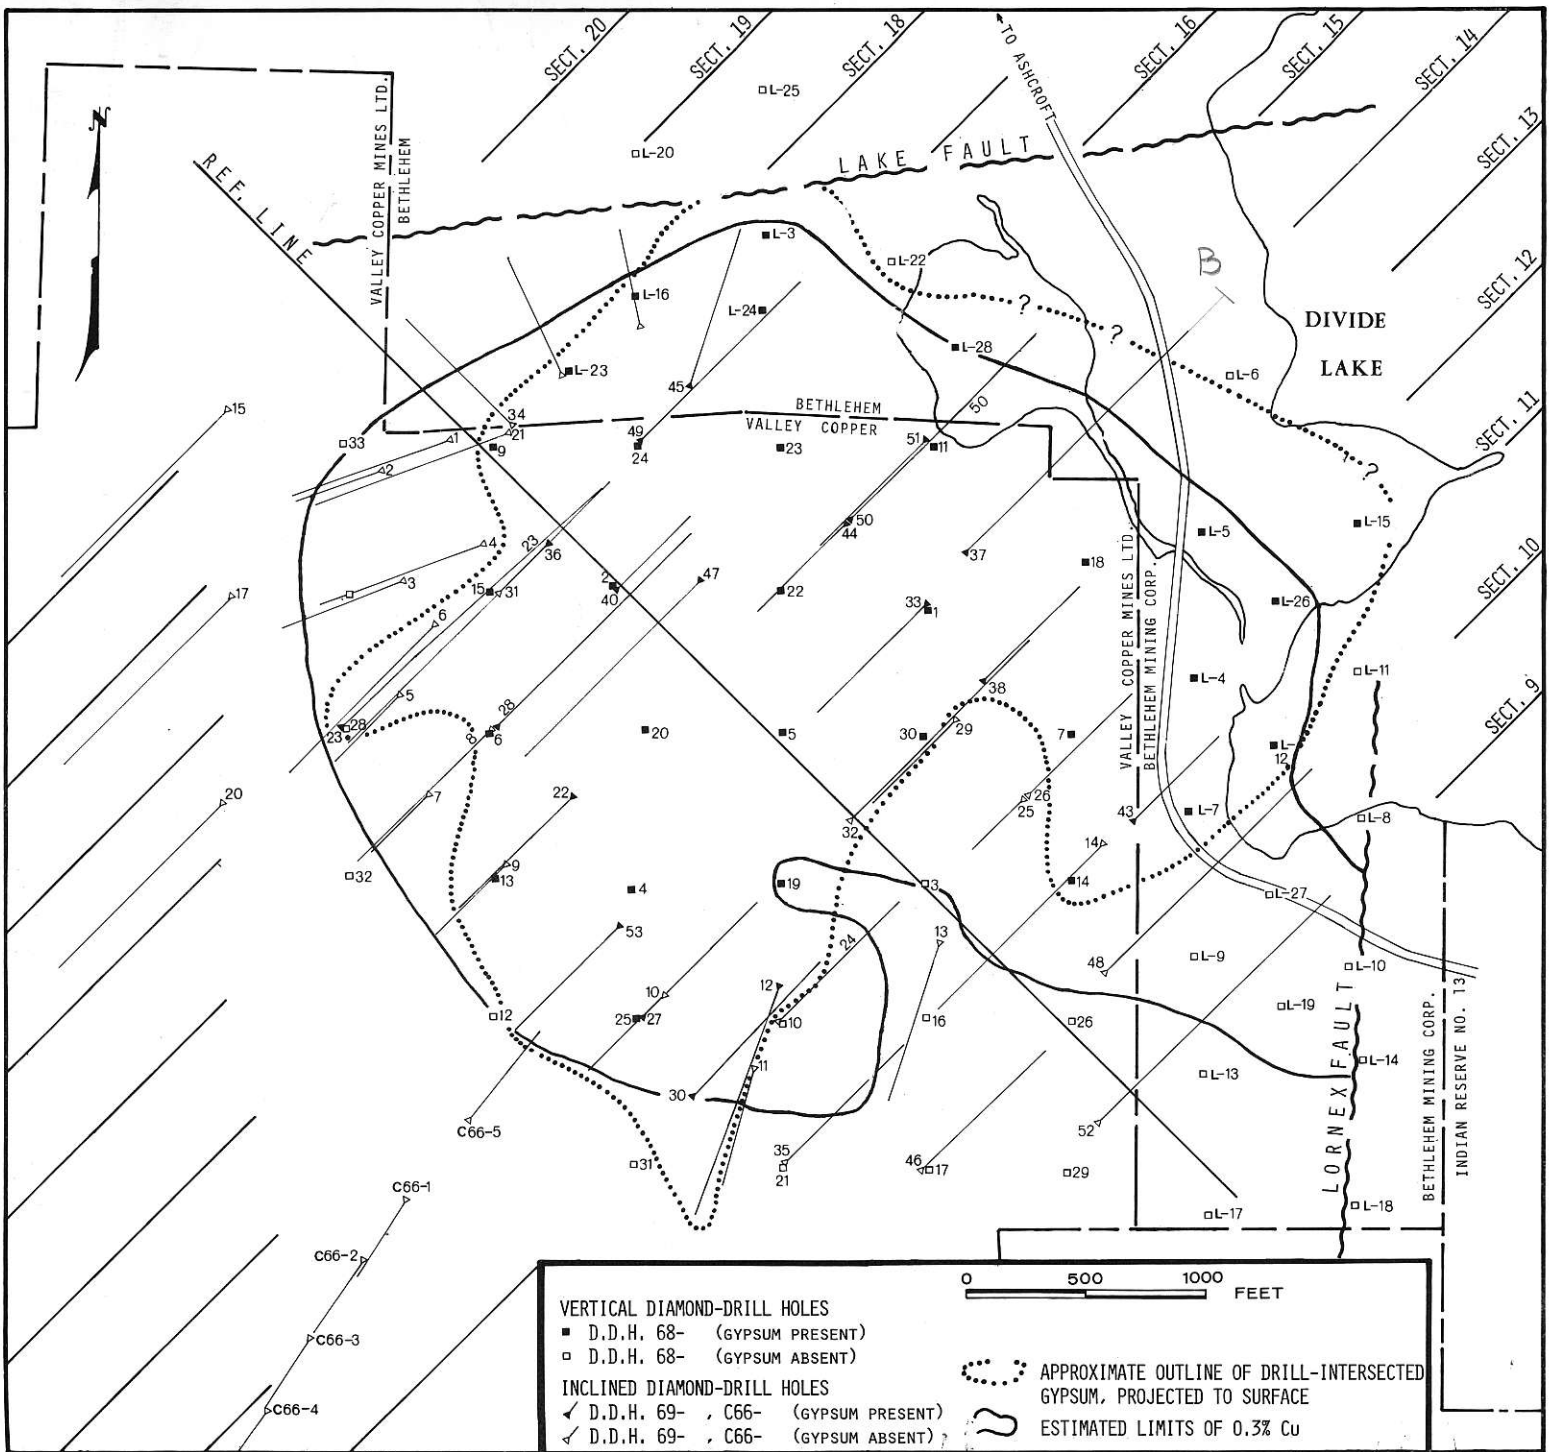 SECT. 20
SECT. 19
SECT. 18
SECT. 16
SECT. 15
SECT. 14
SECT. 13
SECT. 12
SECT. 11
SECT. 10
SECT. 9
TO ASHCROFT
N
REF. LINE
VALLEY COPPER MINES LTD.
BETHLEHEM
LAKE FAULT
L-25
L-20
L-3
L-22
B
L-16
L-24
?
?
DIVIDE
LAKE
L-28
L-23
L-6
45
50
15
34
21
BETHLEHEM
VALLEY COPPER
33
1
9
49
24
23
51
11
2
?
50
44
L-5
L-15
4
23
36
37
18
VALLEY COPPER MINES LTD.
BETHLEHEM MINING CORP.
3
15
31
2
40
47
22
33
1
L-26
17
6
5
38
L-4
L-11
28
23
28
8
6
20
5
30
29
7
L-
12
20
7
22
32
26
25
43
L-7
L-8
14
32
9
13
4
19
3
14
L-27
53
24
13
48
L-9
L-10
10
12
12
25
27
10
16
26
L-19
11
L-13
L-14
30
C66-5
52
31
35
21
46
17
29
LORNEX FAULT
BETHLEHEM MINING CORP.
INDIAN RESERVE NO. 13
C66-1
L-17
L-18
C66-2
C66-3
C66-4
0 500 1000
FEET
VERTICAL DIAMOND-DRILL HOLES
D.D.H. 68- (GYPSUM PRESENT)
D.D.H. 68- (GYPSUM ABSENT)
INCLINED DIAMOND-DRILL HOLES
D.D.H. 69- , C66- (GYPSUM PRESENT)
D.D.H. 69- , C66- (GYPSUM ABSENT)
APPROXIMATE OUTLINE OF DRILL-INTERSECTED
GYPSUM, PROJECTED TO SURFACE
ESTIMATED LIMITS OF 0.3% Cu